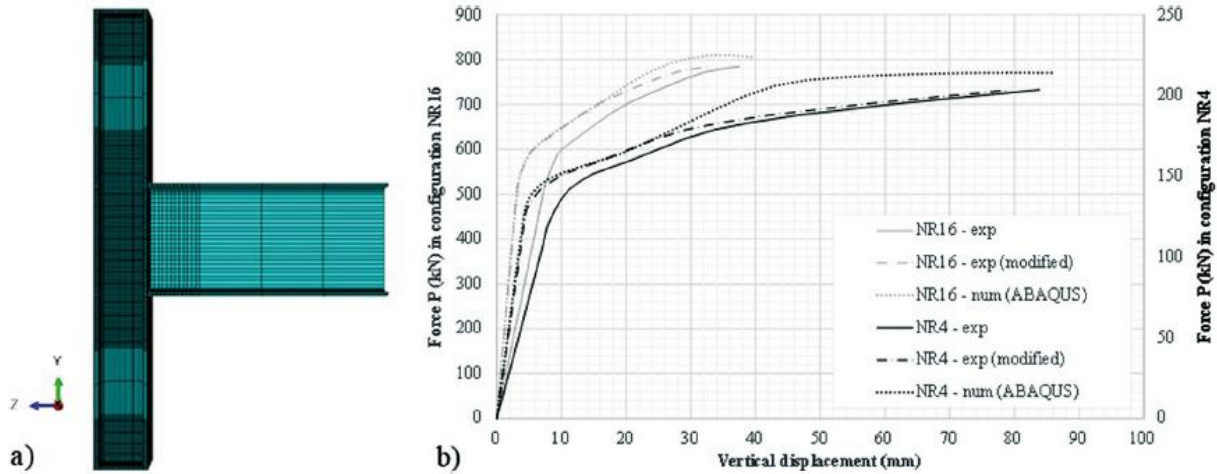 Y
Z
a)
Force P (kN) in configuration NR16
900
800
700
600
500
400
300
200
100
0
0 10 20 30 40 50 60 70 80 90 100
Vertical displacement (mm)
NR16 - exp
NR16 - exp (modified)
NR16 - num (ABAQUS)
NR4 - exp
NR4 - exp (modified)
NR4 - num (ABAQUS)
250
200
150
100
50
0
Force P (kN) in configuration NR4
b)